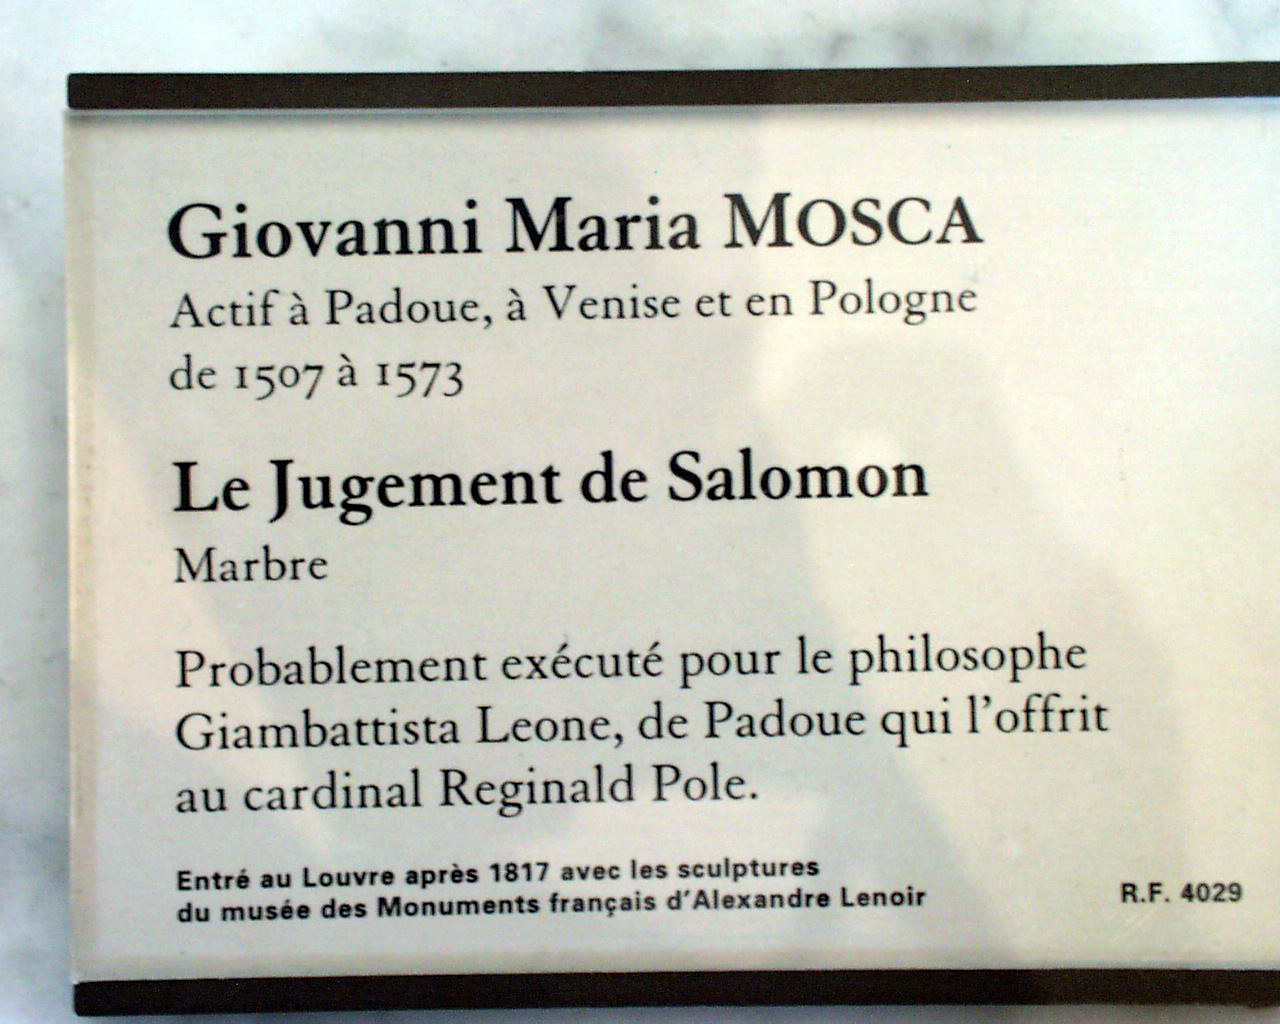 Giovanni Maria MOSCA
Actif à Padoue, à Venise et en Pologne
de 1507 à 1573
Le Jugement de Salomon
Marbre
Probablement exécuté pour le philosophe
Giambattista Leone, de Padoue qui l'offrit
au cardinal Reginald Pole.
Entré au Louvre après 1817 avec les sculptures
du musée des Monuments français d'Alexandre Lenoir
R.F. 4029